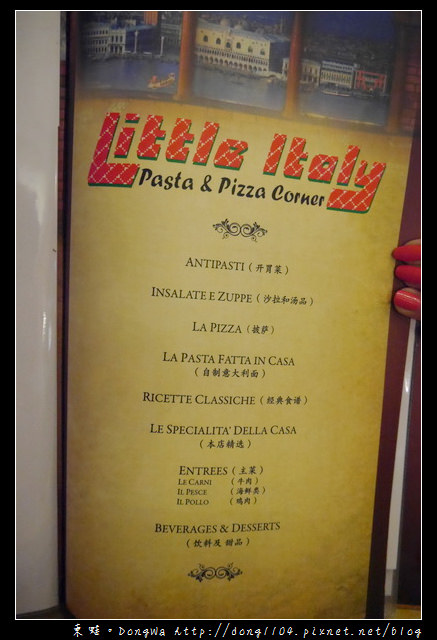 Little Italy
Pasta & Pizza Corner
ANTIPASTI (开胃菜)
INSALATE E ZUPPE (沙拉和汤品)
LA PIZZA (披萨)
LA PASTA FATTA IN CASA
(自制意大利面)
RICETTE CLASSICHE (经典食谱)
LE SPECIALITA' DELLA CASA
(本店精选)
ENTREES (主菜)
LE CARNI (牛肉)
IL PESCE (海鲜类)
IL POLLO (鸡肉)
BEVERAGES & DESSERTS
(饮料及 甜品)
東蛙。DongWa http://dong1104.pixnet.net/blog